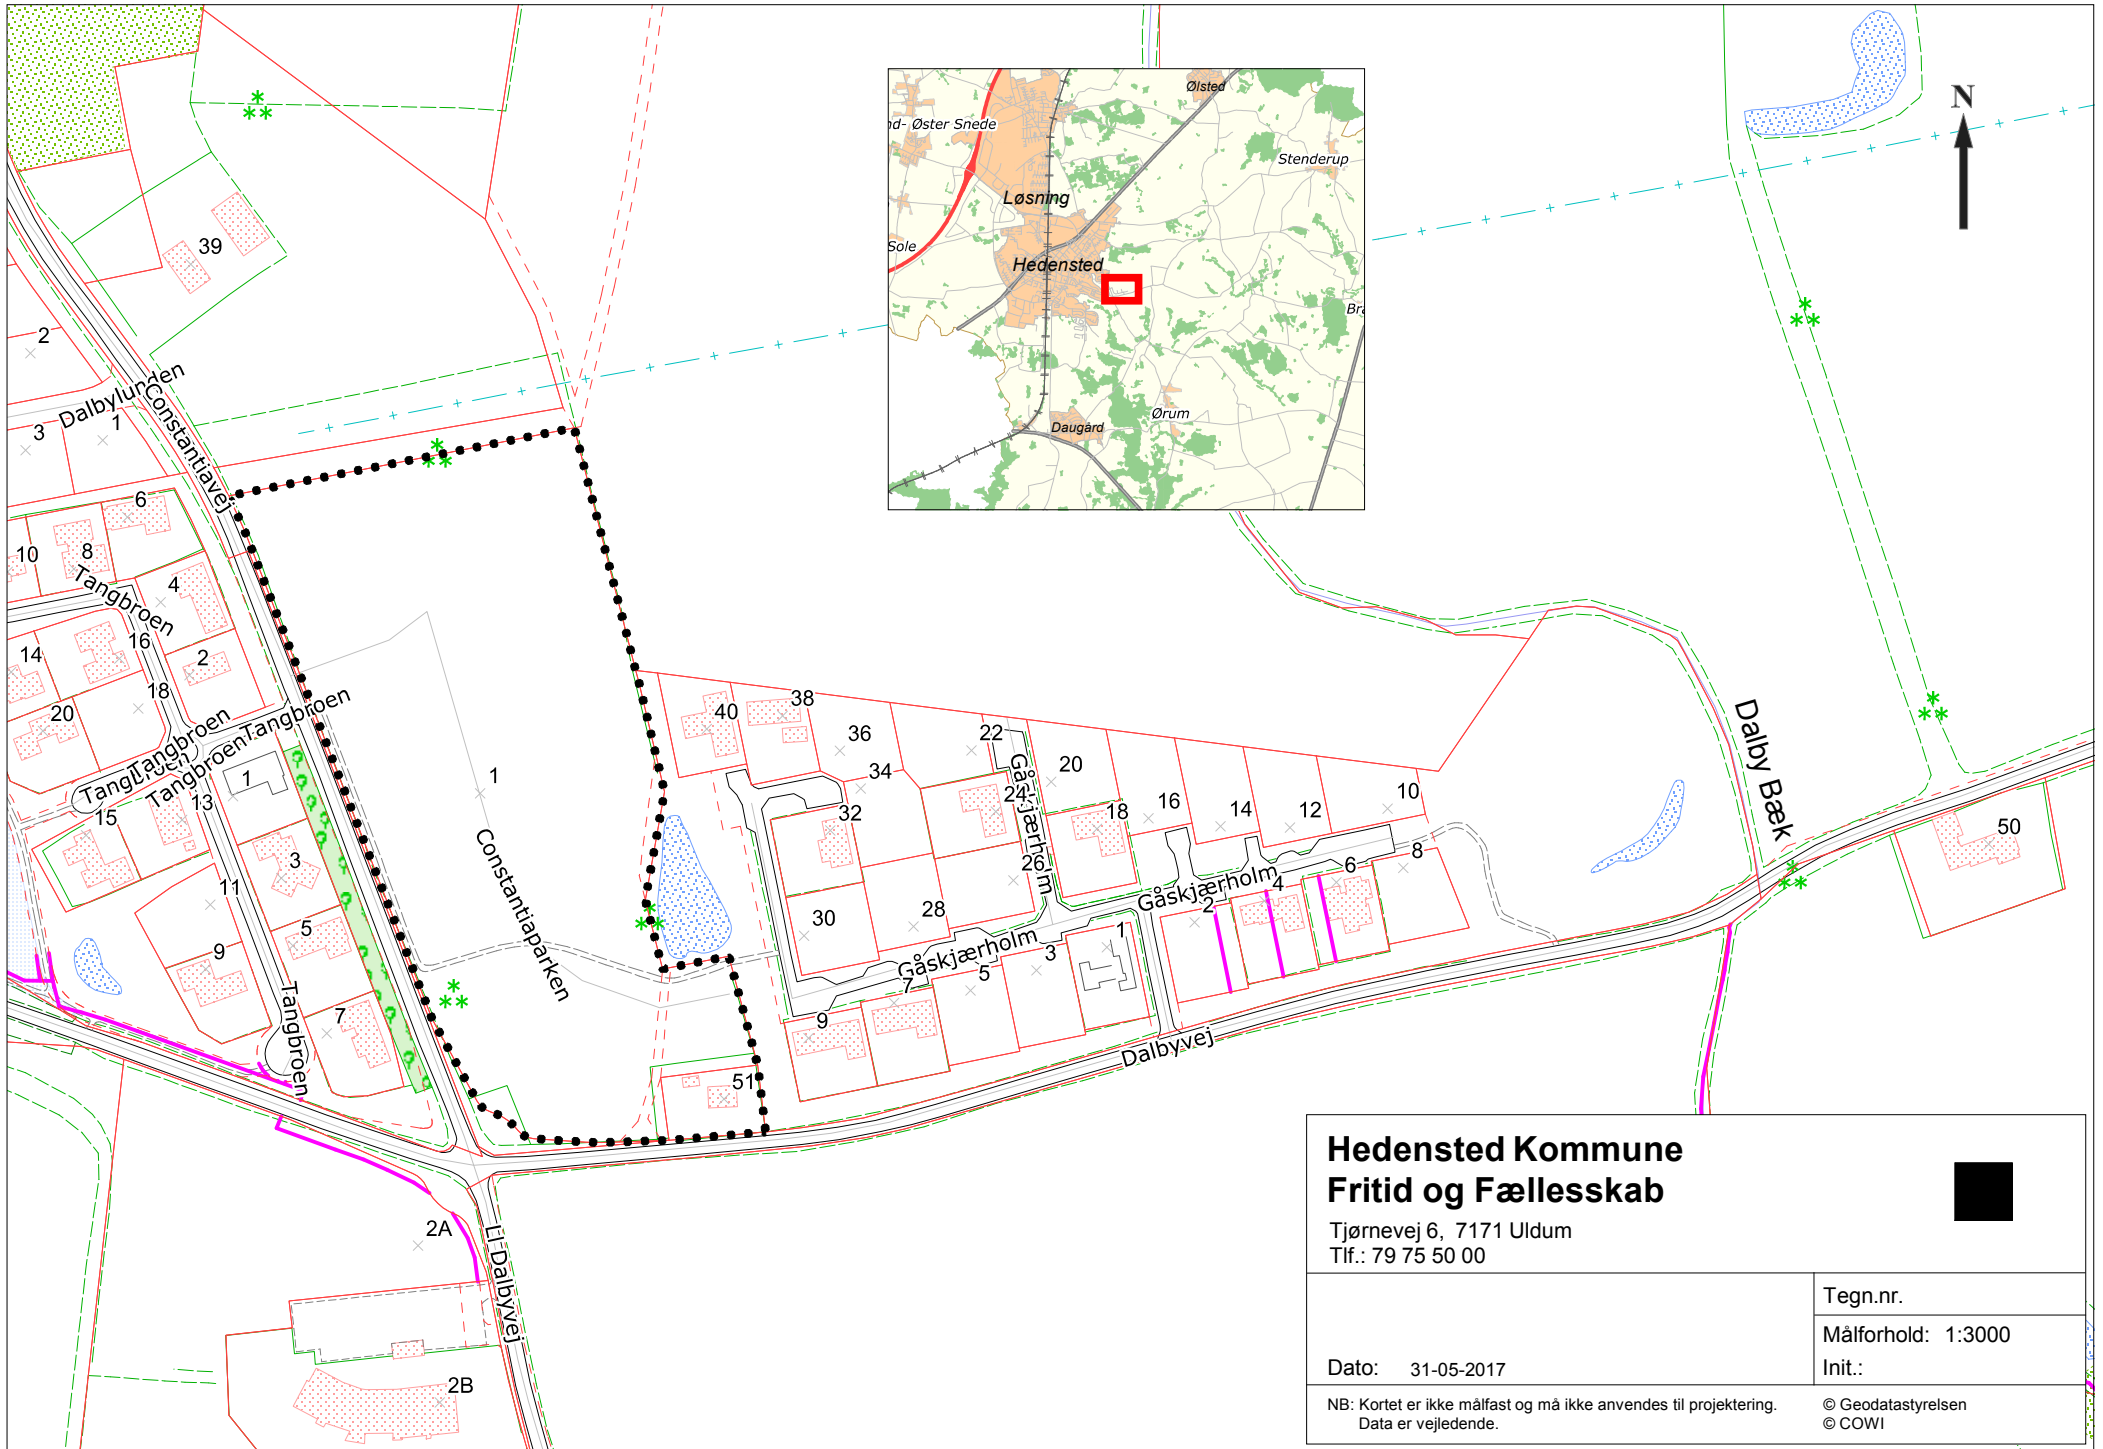 N
Ølsted
nd- Øster Snede
Stenderup
Løsning
Sole
Hedensted
Bra
Ørum
Daugård
39
2
Dalbylunden
Constantiavej
3
1
6
10
8
Tangbroen
4
14
16
2
18
20
Tangbroen
Tangbroen
Tangbroen
Tangbroen
1
13
15
3
11
5
9
Tangbroen
7
1
Constantiaparken
40
38
36
34
32
22
Gåskjærholm
20
24
18
16
14
12
10
26
30
28
Gåskjærholm
Gåskjærholm
2
4
6
8
1
3
5
7
9
51
Dalbyvej
Dalby Bæk
50
2A
Ll Dalbyvej
2B
Hedensted Kommune
Fritid og Fællesskab
Tjørnevej 6, 7171 Uldum
Tlf.: 79 75 50 00
Tegn.nr.
Målforhold: 1:3000
Dato: 31-05-2017
Init.:
NB: Kortet er ikke målfast og må ikke anvendes til projektering.
Data er vejledende.
© Geodatastyrelsen
© COWI